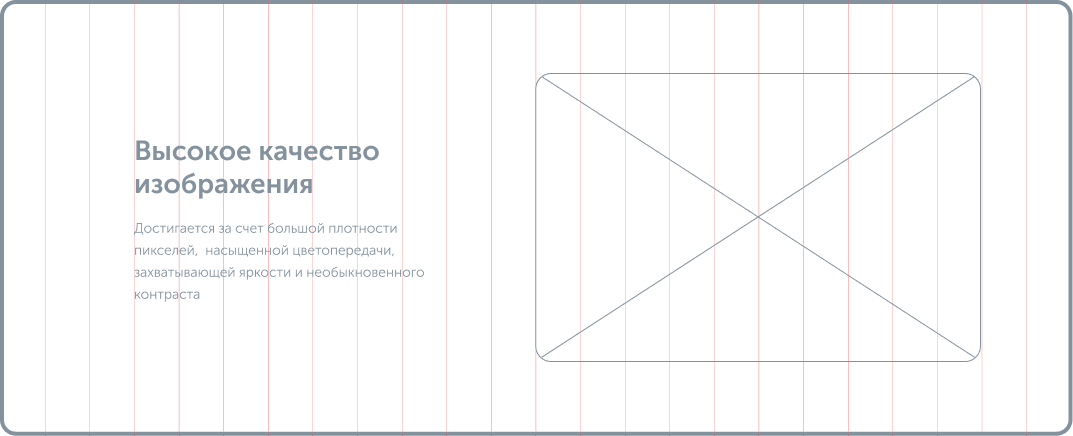 Высокое качество
изображения
Достигается за счет большой плотности
пикселей,  насыщенной цветопередачи,
захватывающей яркости и необыкновенного
контраста